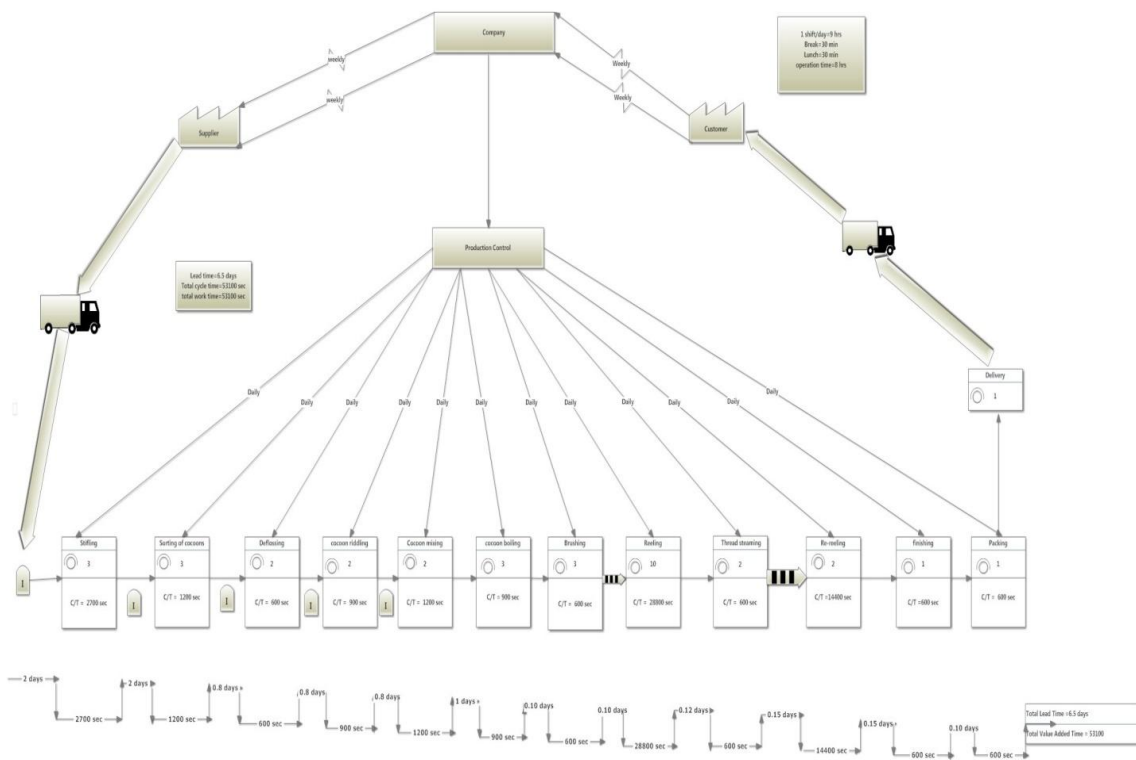 Company
1 shift/day=9 hrs
Break=30 min
Lunch=30 min
operation time=8 hrs
weekly
Weekly
weekly
Weekly
Supplier
Customer
Production Control
Lead time=6.5 days
Total cycle time=53100 sec
total work time=53100 sec
Delivery
1
Daily
Daily
Daily
Daily
Daily
Daily
Daily
Daily
Daily
Daily
Daily
Daily
Stifling
3
C/T = 2700 sec
Sorting of cocoons
3
C/T = 1200 sec
Deflossing
2
C/T = 600 sec
cocoon riddling
2
C/T = 900 sec
Cocoon mixing
2
C/T = 1200 sec
cocoon boiling
3
C/T = 900 sec
Brushing
3
C/T = 600 sec
Reeling
10
C/T = 28800 sec
Thread steaming
2
C/T = 600 sec
Re-reeling
2
C/T =14400 sec
Finishing
1
C/T =600 sec
Packing
1
C/T = 600 sec
I
I
I
I
I
2 days
2 days
0.8 days
0.8 days
0.8 days
1 days
0.10 days
0.10 days
0.12 days
0.15 days
0.15 days
0.10 days
2700 sec
1200 sec
600 sec
900 sec
1200 sec
900 sec
600 sec
28800 sec
600 sec
14400 sec
600 sec
600 sec
Total Lead Time =6.5 days
Total Value Added Time = 53100